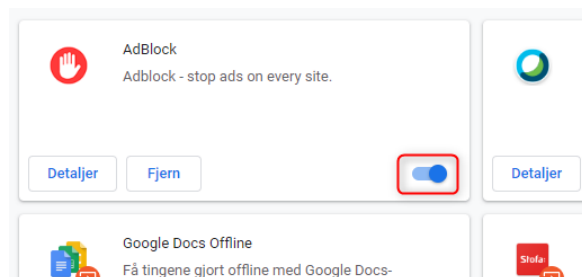 AdBlock
Adblock - stop ads on every site.
Detaljer
Fjern
Detaljer
Google Docs Offline
Få tingene gjort offline med Google Docs-
Stofa